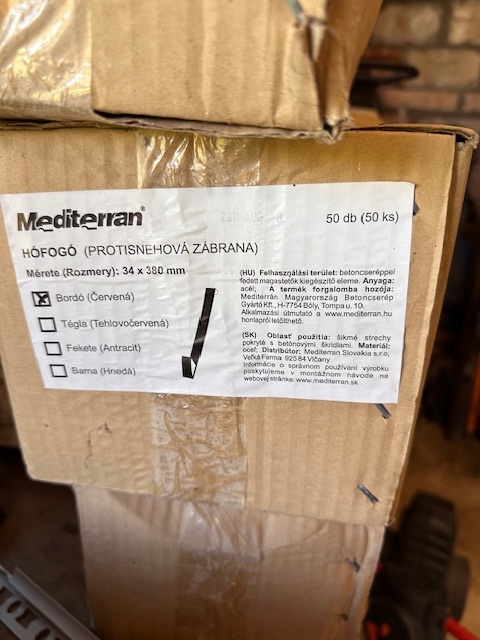 Mediterran®
50 db (50 ks)
HÓFOGÓ (PROTISNEHOVÁ ZÁBRANA)
Mérete (Rozmery): 34 x 380 mm
Bordó (Červená)
Tégla (Tehlovočervená)
Fekete (Antracit)
Barna (Hnedá)
(HU) Felhasználási terület: betoncseréppel
fedett magastetők kiegészítő eleme. Anyaga:
acél; A termék forgalomba hozója:
Mediterrán Magyarország Betoncserép
Gyártó Kft., H-7754 Bóly, Tompa u. 10.
Alkalmazási útmutató a www.mediterran.hu
honlapról letölthető.
(SK) Oblasť použitia: šikmé strechy
pokryté s betónovými škridlami. Materiál:
oceľ; Distribútor: Mediterran Slovakia s.r.o,
Veľká Farma 925 84 Vlčany
Informácie o správnom používaní výrobku
poskytujeme v montážnom návode na
webovej stránke: www.mediterran.sk